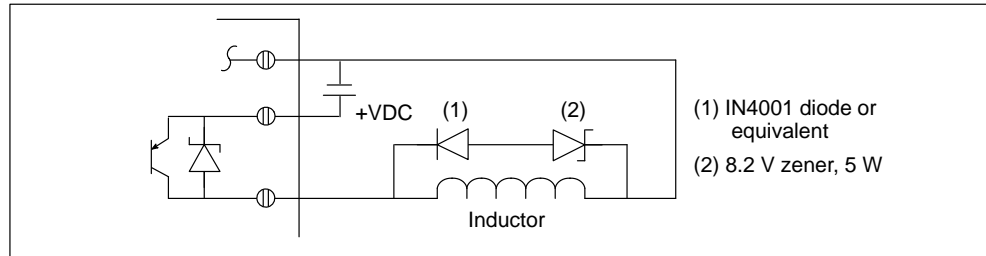 +VDC
(1)
(2)
Inductor
(1) IN4001 diode or
equivalent
(2) 8.2 V zener, 5 W